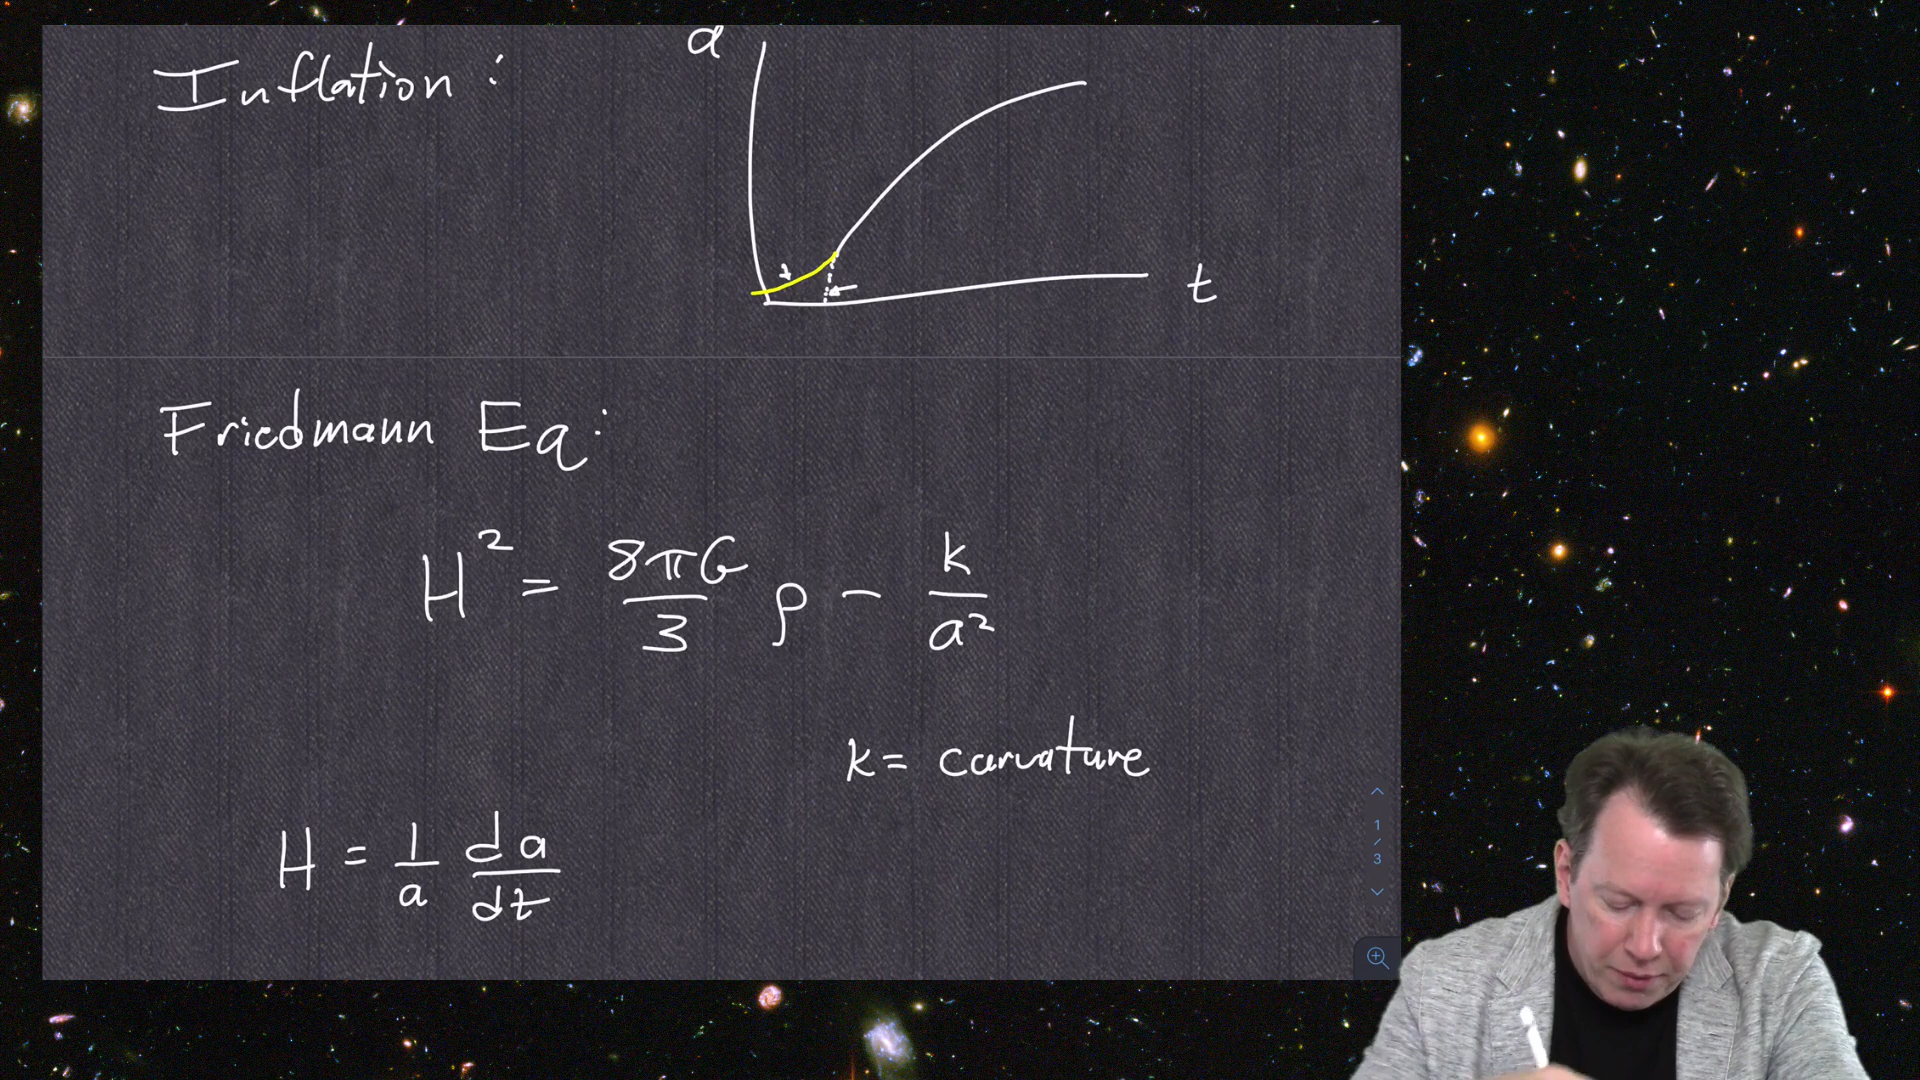 Inflation :
a
t
Friedmann Eq:
H² = 8πG/3 ρ − k/a²
k = curvature
H = 1/a da/dt
1
/
3